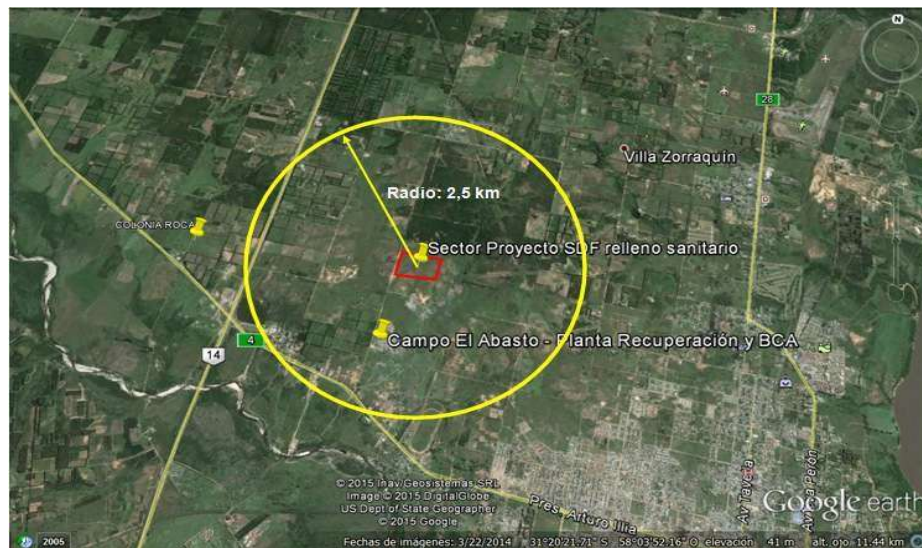 N
28
Villa Zorraquín
Radio: 2,5 km
COLONIA ROCA
Sector Proyecto SDF relleno sanitario
4
14
Campo El Abasto - Planta Recuperación y BCA
© 2015 Inav/Geosistemas SRL
Image © 2015 DigitalGlobe
US Dept of State Geographer
© 2015 Google
Pres. Arturo Illia
Av Tavella
Google earth
2005
Fechas de imágenes: 3/22/2014 31°20'21.71" S 58°03'52.16" O elevación 41 m alt. ojo 11.44 km